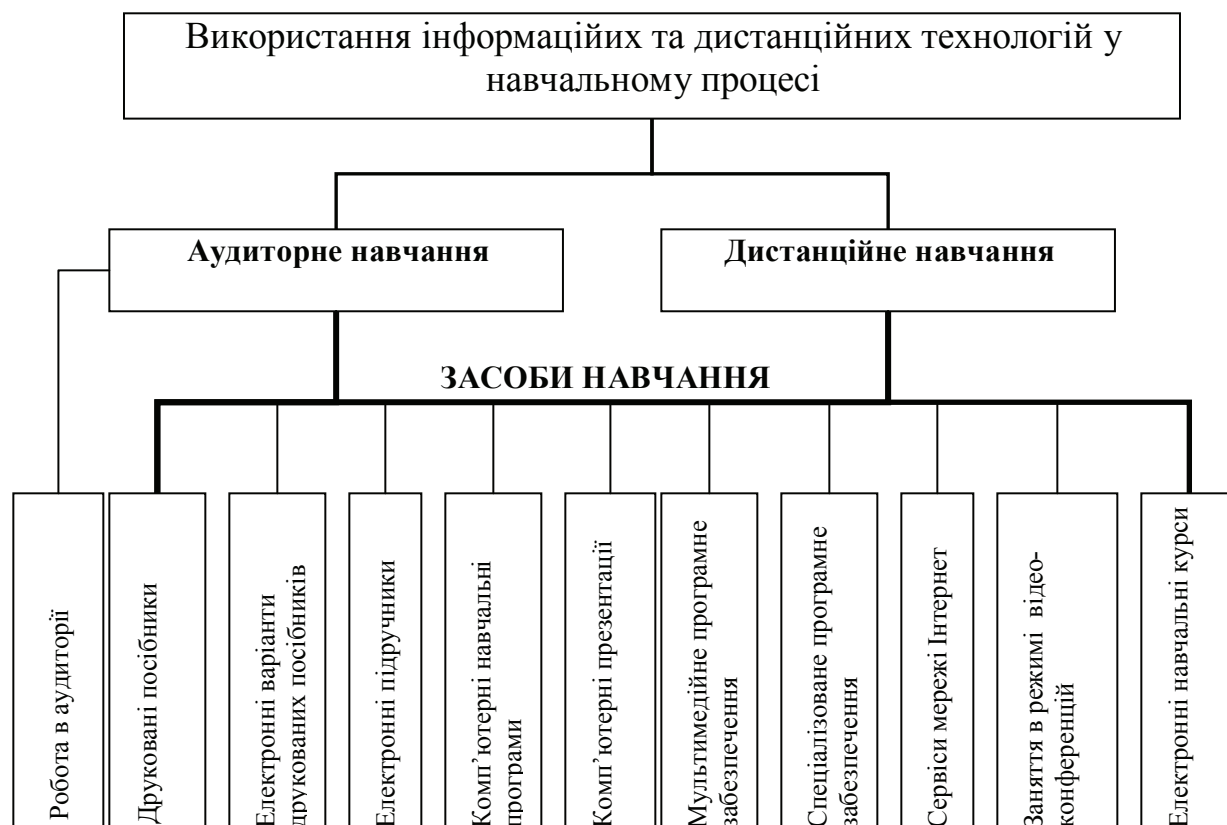 Використання інформаційих та дистанційних технологій у
навчальному процесі
Аудиторне навчання
Дистанційне навчання
ЗАСОБИ НАВЧАННЯ
Робота в аудиторії
Друковані посібники
Електронні варіанти
друкованих посібників
Електронні підручники
Комп’ютерні навчальні
програми
Комп’ютерні презентації
Мультимедійне програмне
забезпечення
Спеціалізоване програмне
забезпечення
Сервіси мережі Інтернет
Заняття в режимі відео-
конференцій
Електронні навчальні курси